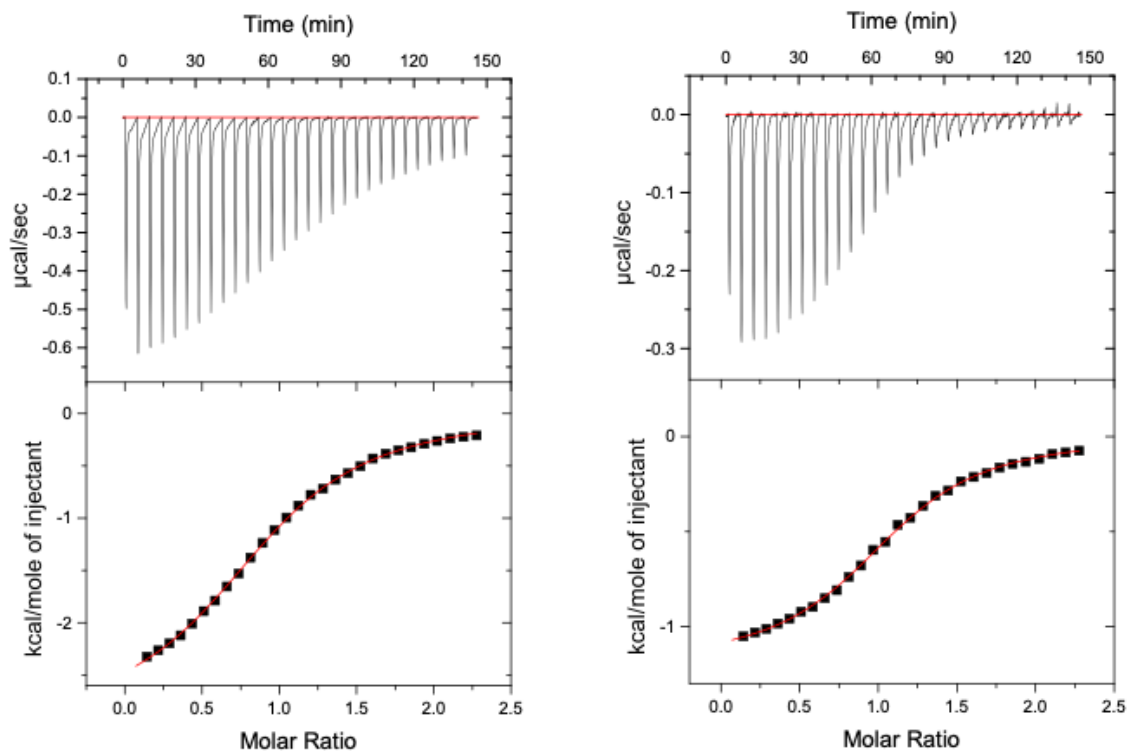 Time (min)
0 30 60 90 120 150
0.1
0.0
-0.1
-0.2
-0.3
-0.4
-0.5
-0.6
µcal/sec
0
-1
-2
kcal/mole of injectant
0.0 0.5 1.0 1.5 2.0 2.5
Molar Ratio
Time (min)
0 30 60 90 120 150
0.0
-0.1
-0.2
-0.3
µcal/sec
0
-1
kcal/mole of injectant
0.0 0.5 1.0 1.5 2.0 2.5
Molar Ratio